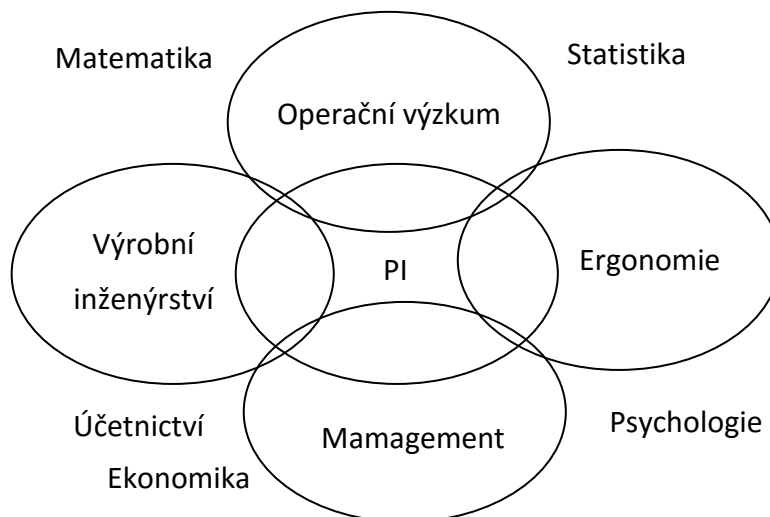 Matematika
Statistika
Operační výzkum
Výrobní
inženýrství
PI
Ergonomie
Účetnictví
Ekonomika
Mamagement
Psychologie